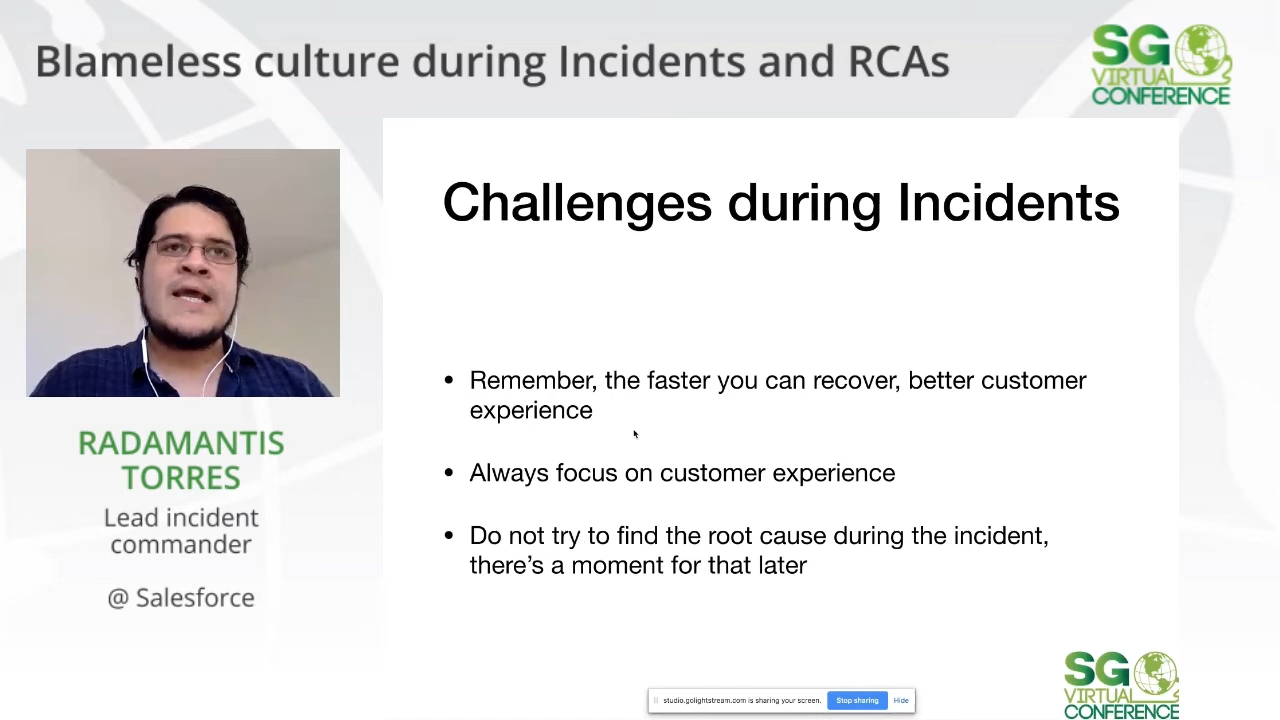 Blameless culture during Incidents and RCAs
SG
VIRTUAL
CONFERENCE
RADAMANTIS
TORRES
Lead incident
commander
@ Salesforce
Challenges during Incidents
• Remember, the faster you can recover, better customer
experience
• Always focus on customer experience
• Do not try to find the root cause during the incident,
there's a moment for that later
studio.golightstream.com is sharing your screen. Stop sharing Hide
SG
VIRTUAL
CONFERENCE